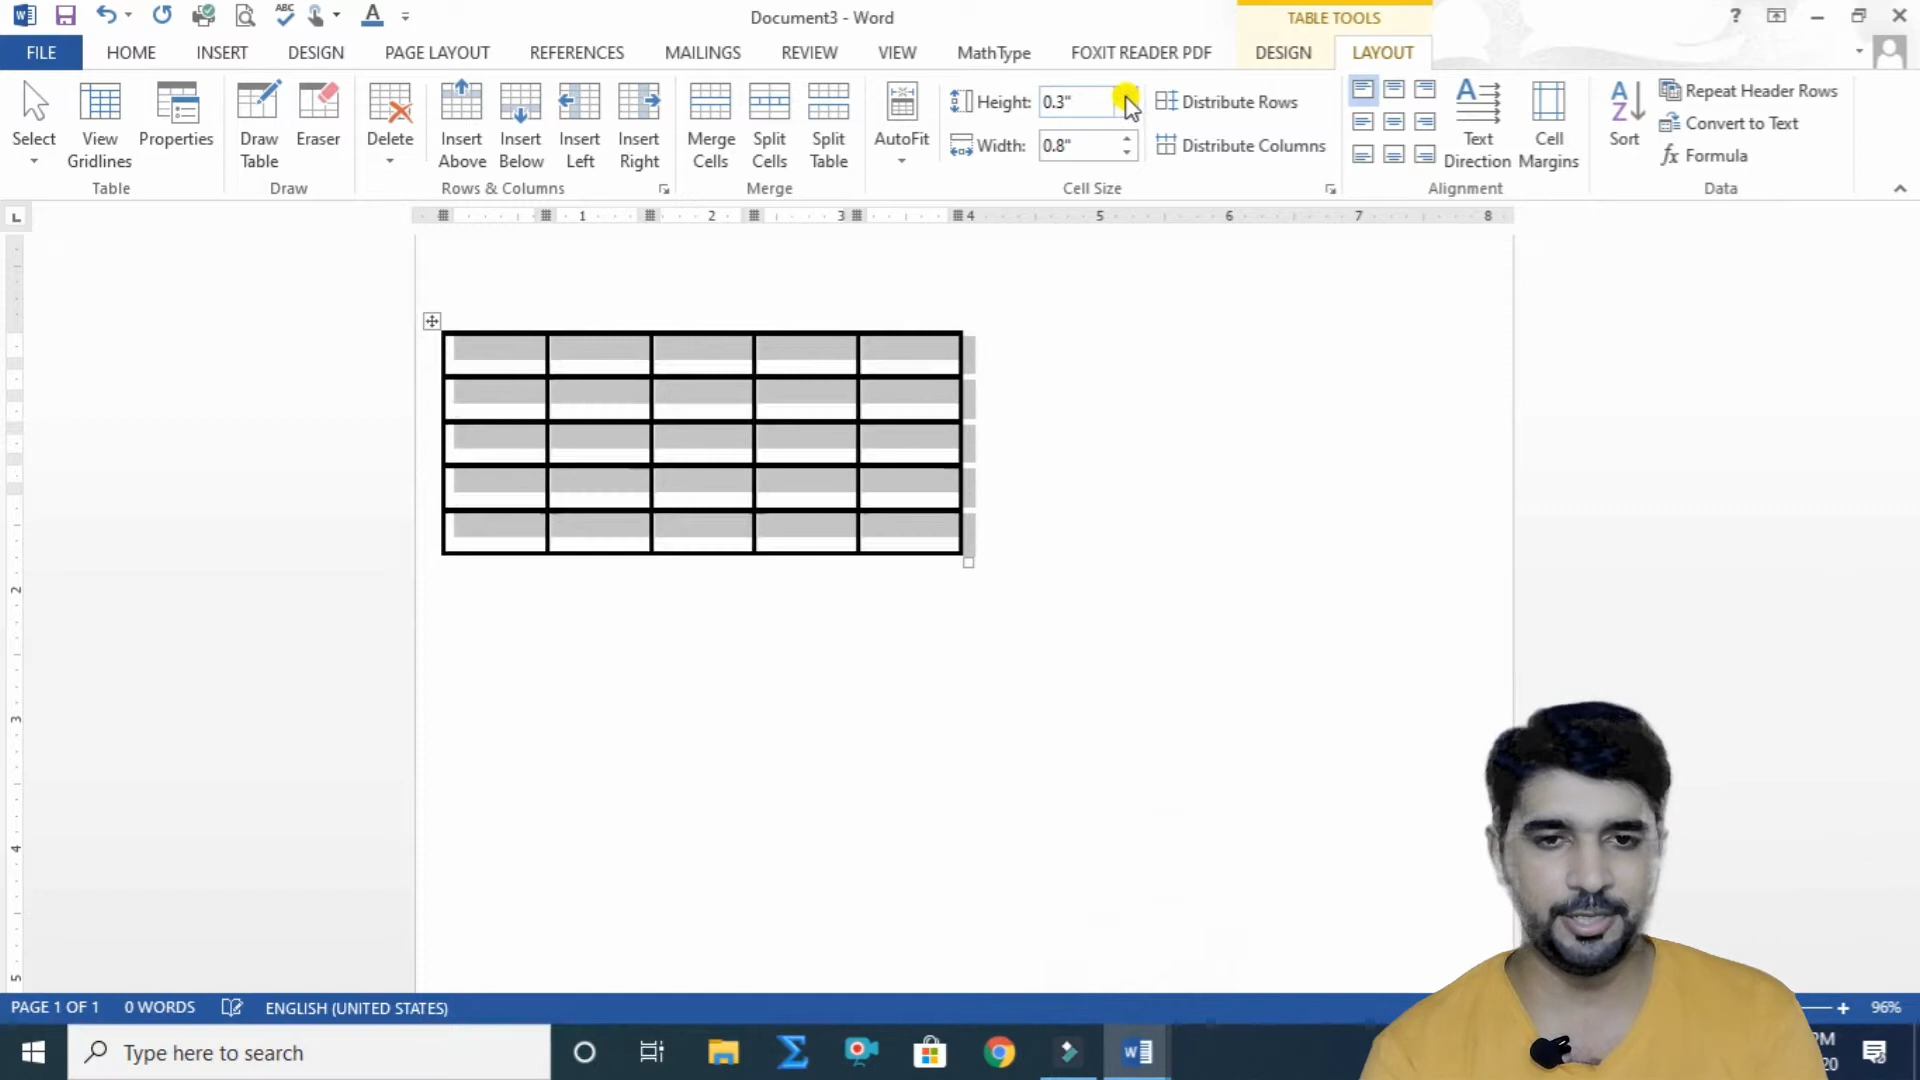 Document3 - Word
TABLE TOOLS
?
FILE
HOME
INSERT
DESIGN
PAGE LAYOUT
REFERENCES
MAILINGS
REVIEW
VIEW
MathType
FOXIT READER PDF
DESIGN
LAYOUT
Select
View Gridlines
Properties
Table
Draw Table
Eraser
Draw
Delete
Insert Above
Insert Below
Insert Left
Insert Right
Rows & Columns
Merge Cells
Split Cells
Split Table
Merge
AutoFit
Height: 0.3"
Width: 0.8"
Distribute Rows
Distribute Columns
Cell Size
Text Direction
Cell Margins
Alignment
Sort
Repeat Header Rows
Convert to Text
Formula
Data
1 2 3 4 5 6 7 8
2
3
4
5
PAGE 1 OF 1
0 WORDS
ENGLISH (UNITED STATES)
96%
Type here to search